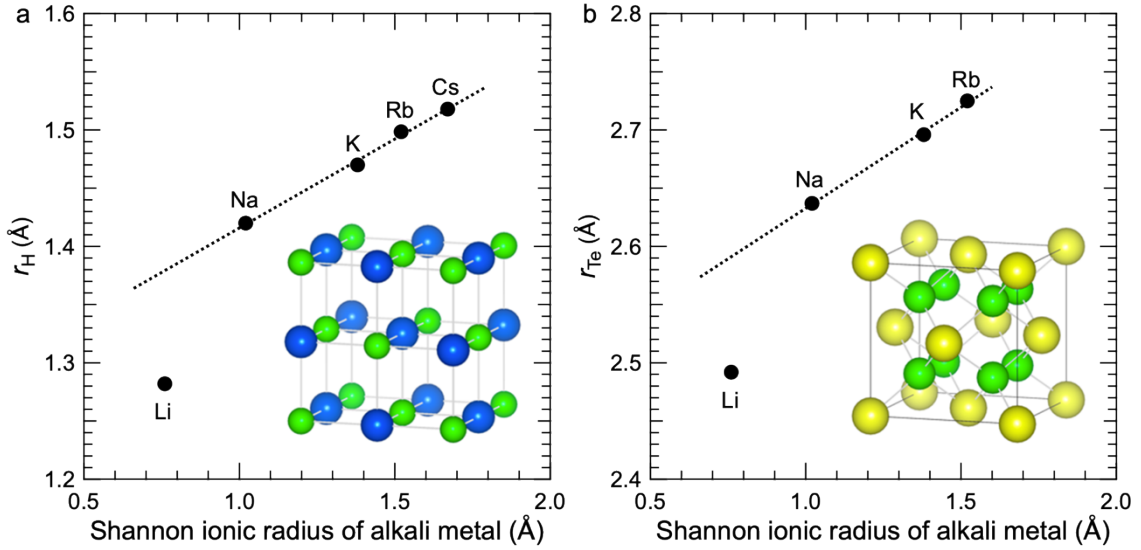 a
1.6
1.5
1.4
1.3
1.2
r_H (Å)
Cs
Rb
K
Na
Li
0.5 1.0 1.5 2.0
Shannon ionic radius of alkali metal (Å)
b
2.8
2.7
2.6
2.5
2.4
r_Te (Å)
Rb
K
Na
Li
0.5 1.0 1.5 2.0
Shannon ionic radius of alkali metal (Å)